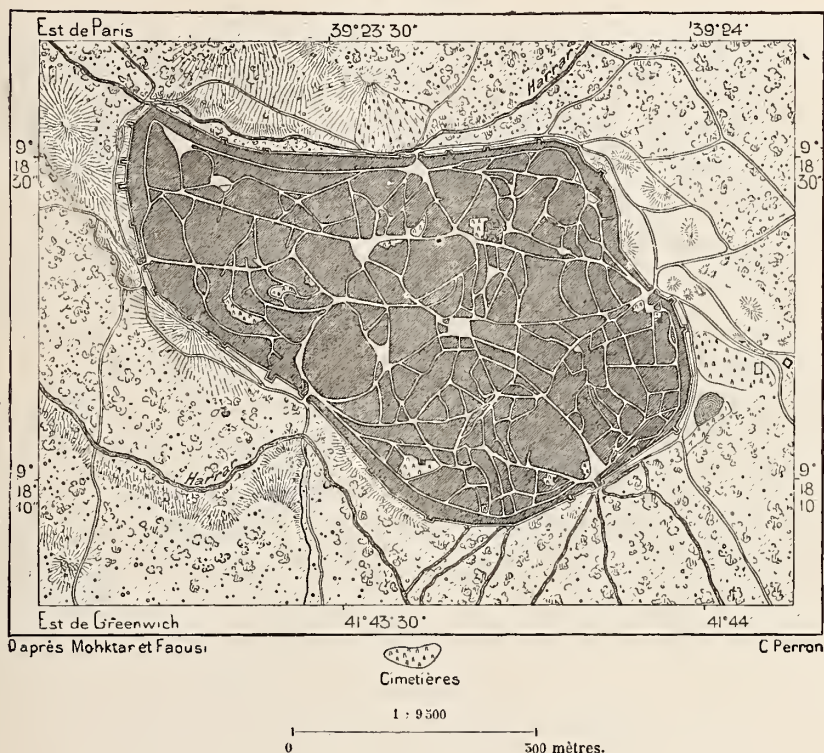 Est de Paris 39° 23' 30" 39° 24'
Harrar
9°
18'
30"
9°
18'
30"
Harrar
9°
18'
10"
9°
18'
10"
Est de Greenwich 41° 43' 30" 41° 44'
D'après Mohktar et Faousi C Perron
Cimetières
1 : 9 500
0 500 mètres.